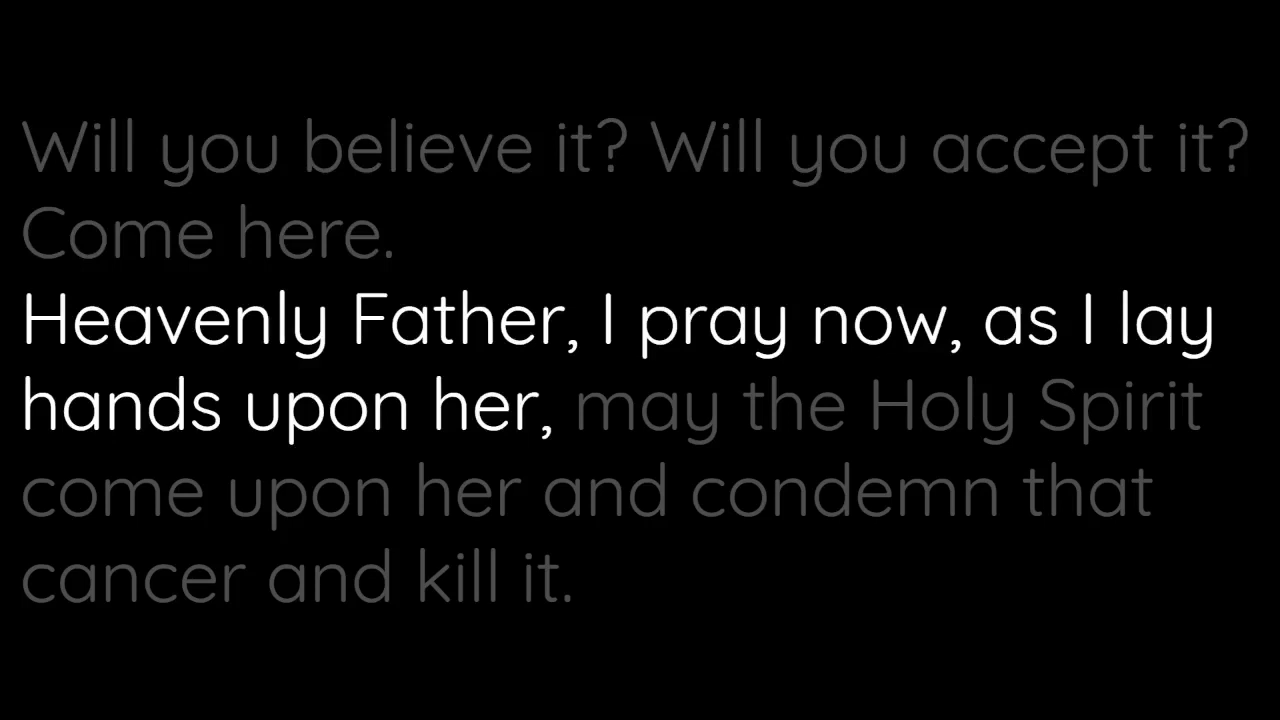 Will you believe it? Will you accept it?
Come here.
Heavenly Father, I pray now, as I lay
hands upon her, may the Holy Spirit
come upon her and condemn that
cancer and kill it.